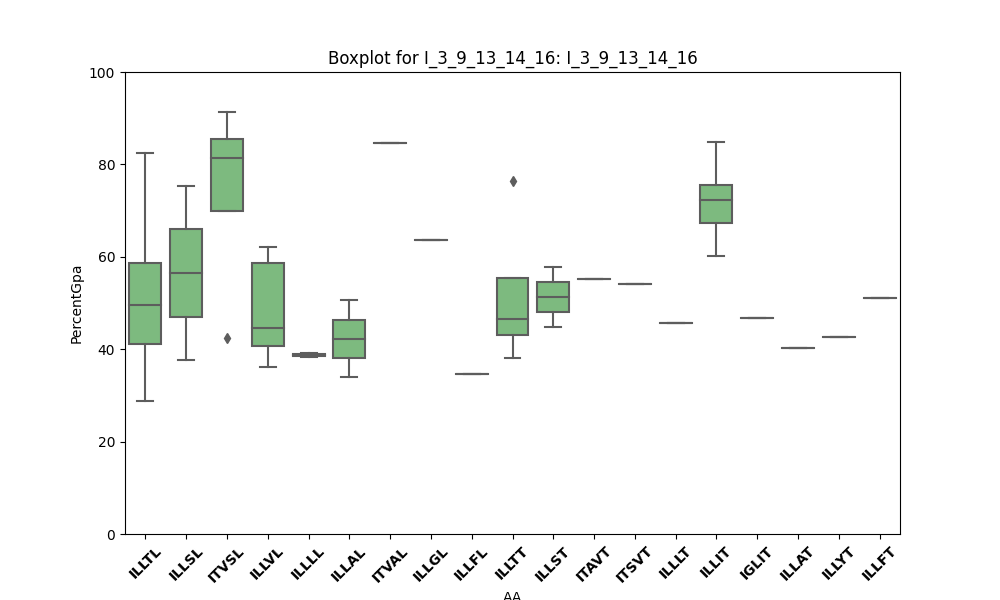 Boxplot for I_3_9_13_14_16: I_3_9_13_14_16
100
80
60
40
20
0
PercentGpa
ILLTL ILLSL ITVSL ILLVL ILLLL ILLAL ITVAL ILLGL ILLFL ILLTT ILLST ITAVT ITSVT ILLLT ILLIT IGLIT ILLAT ILLYT ILLFT
AA